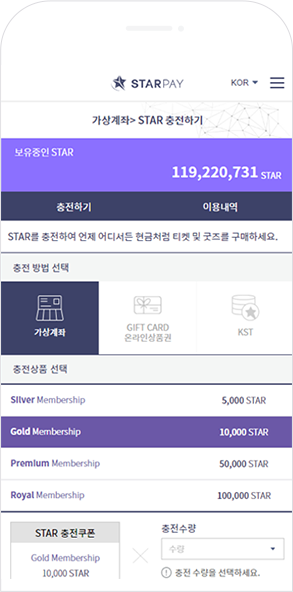 STARPAY
KOR
가상계좌> STAR 충전하기
보유중인 STAR
119,220,731 STAR
충전하기 이용내역
STAR를 충전하여 언제 어디서든 현금처럼 티켓 및 굿즈를 구매하세요.
충전 방법 선택
가상계좌
GIFT CARD
온라인상품권
KST
충전상품 선택
Silver Membership 5,000 STAR
Gold Membership 10,000 STAR
Premium Membership 50,000 STAR
Royal Membership 100,000 STAR
STAR 충전쿠폰
Gold Membership
10,000 STAR
충전수량
수량
충전 수량을 선택하세요.